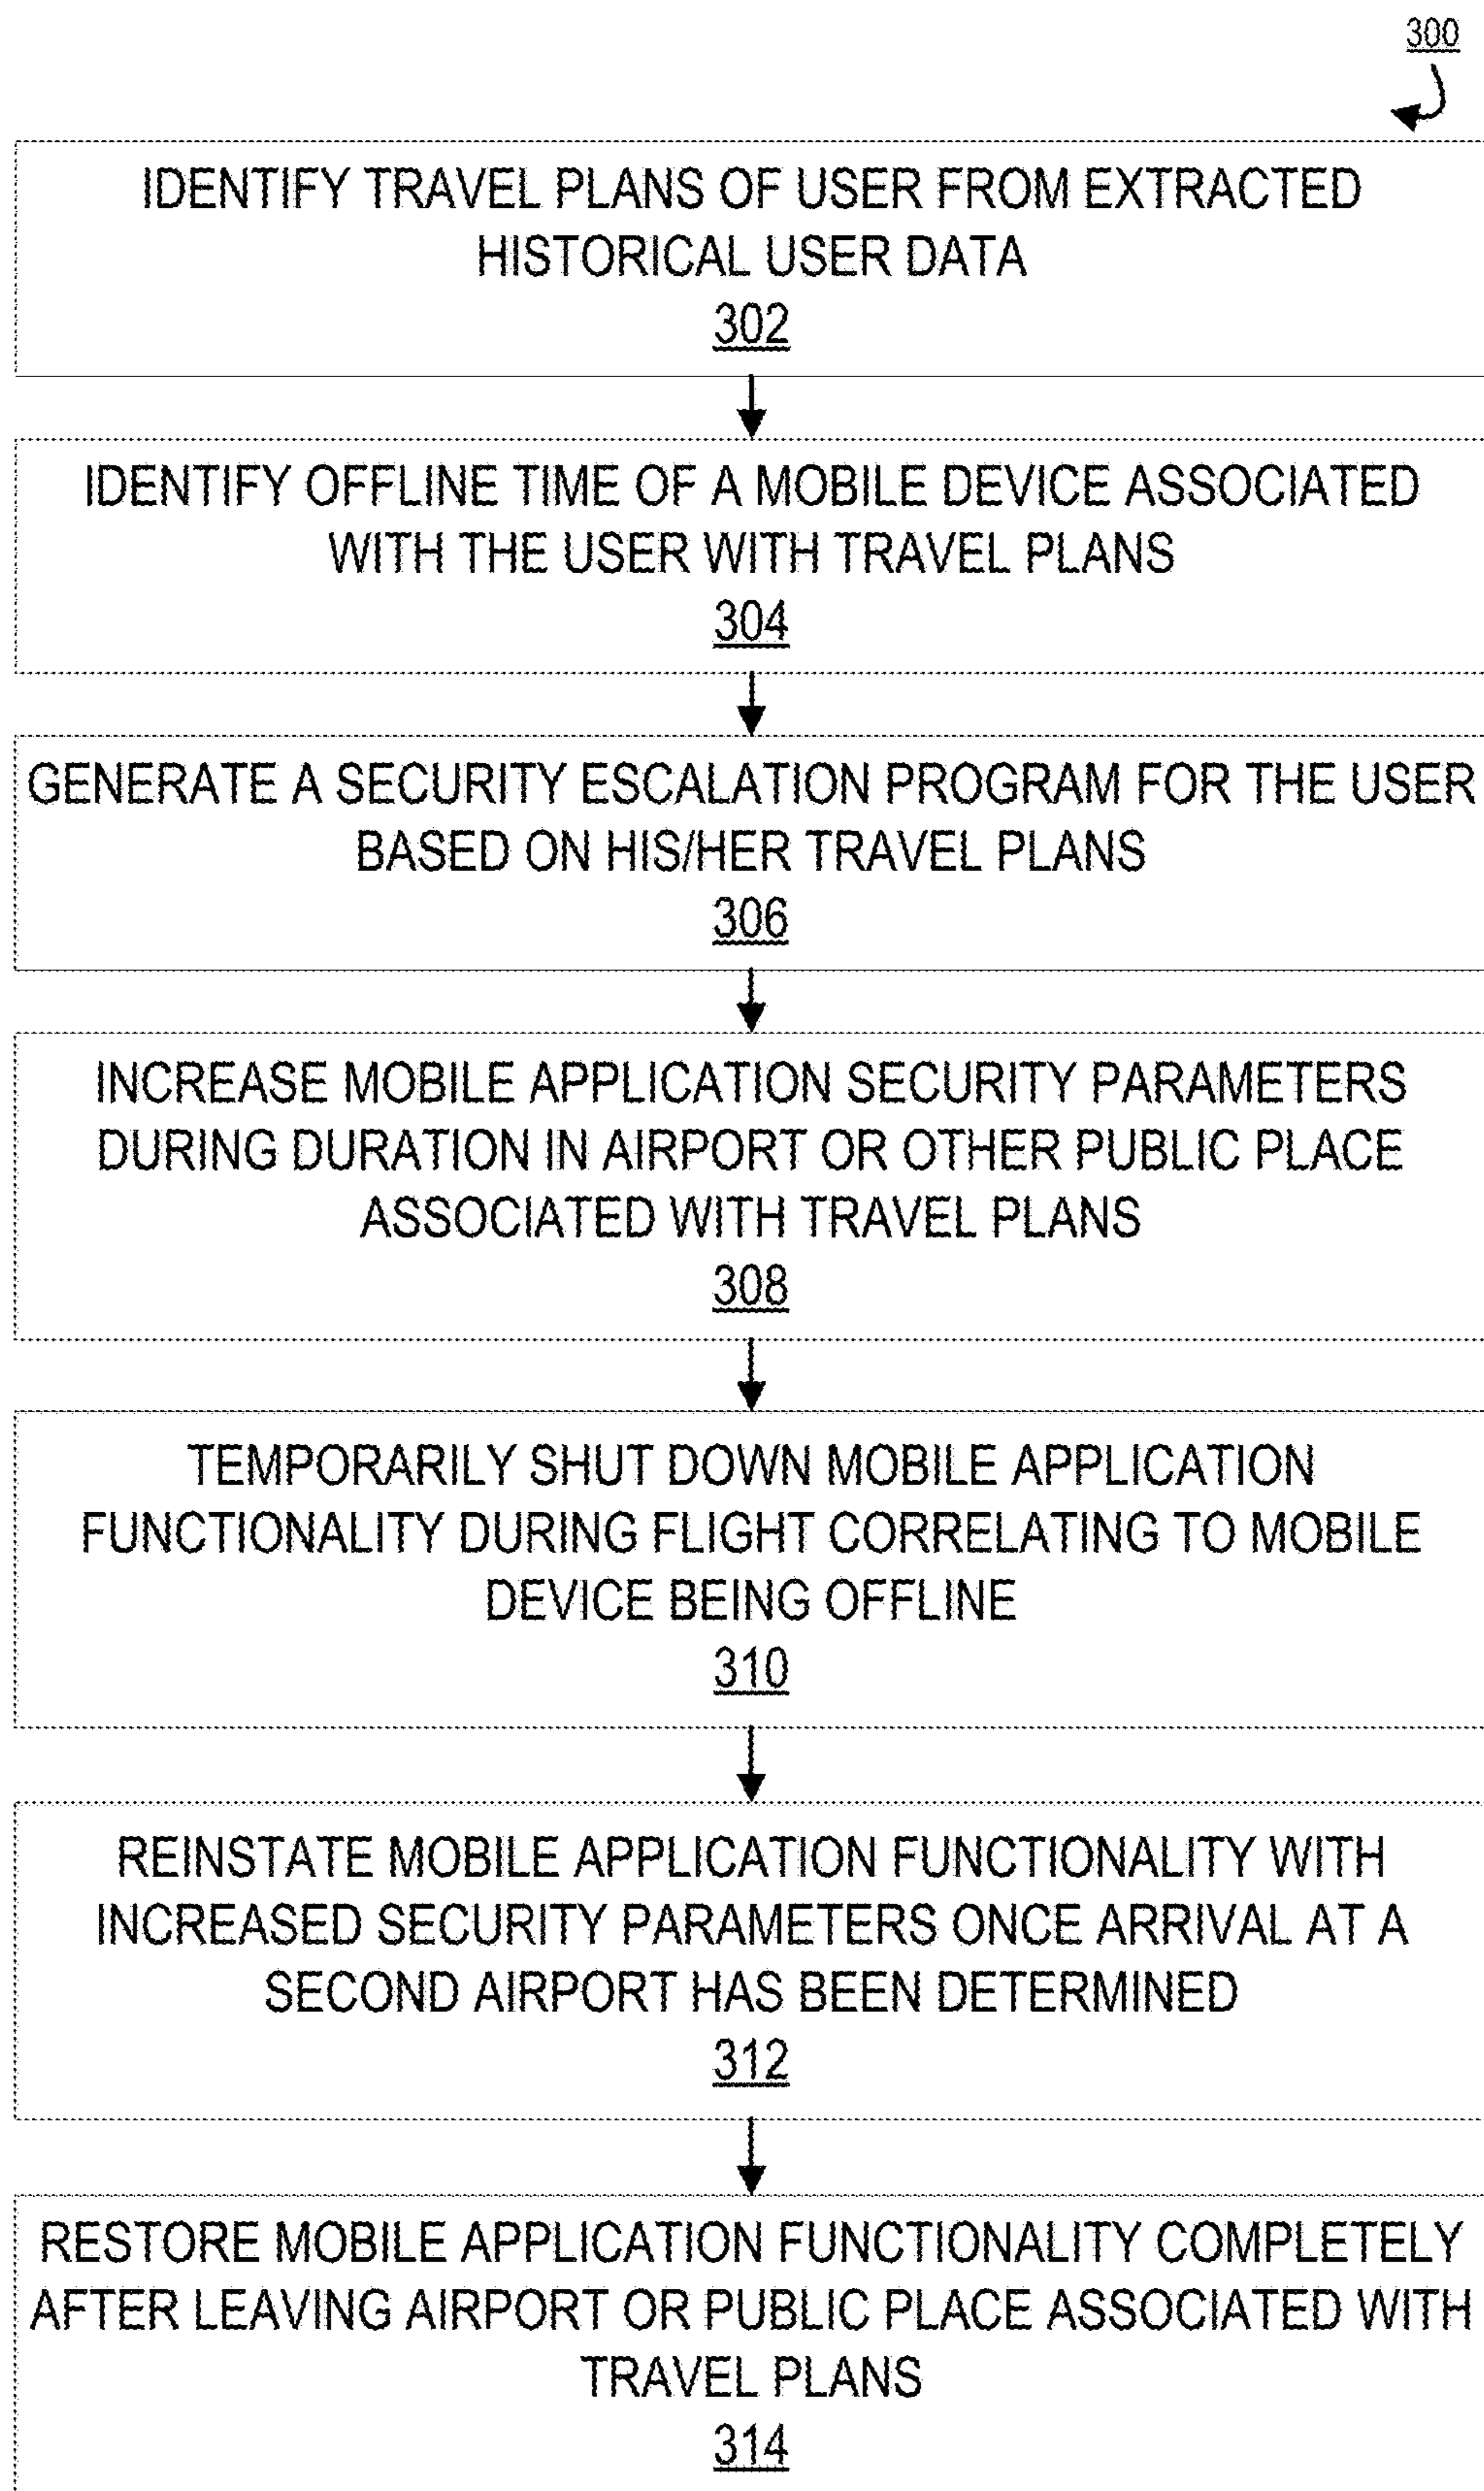 300
IDENTIFY TRAVEL PLANS OF USER FROM EXTRACTED
HISTORICAL USER DATA
302
IDENTIFY OFFLINE TIME OF A MOBILE DEVICE ASSOCIATED
WITH THE USER WITH TRAVEL PLANS
304
GENERATE A SECURITY ESCALATION PROGRAM FOR THE USER
BASED ON HIS/HER TRAVEL PLANS
306
INCREASE MOBILE APPLICATION SECURITY PARAMETERS
DURING DURATION IN AIRPORT OR OTHER PUBLIC PLACE
ASSOCIATED WITH TRAVEL PLANS
308
TEMPORARILY SHUT DOWN MOBILE APPLICATION
FUNCTIONALITY DURING FLIGHT CORRELATING TO MOBILE
DEVICE BEING OFFLINE
310
REINSTATE MOBILE APPLICATION FUNCTIONALITY WITH
INCREASED SECURITY PARAMETERS ONCE ARRIVAL AT A
SECOND AIRPORT HAS BEEN DETERMINED
312
RESTORE MOBILE APPLICATION FUNCTIONALITY COMPLETELY
AFTER LEAVING AIRPORT OR PUBLIC PLACE ASSOCIATED WITH
TRAVEL PLANS
314